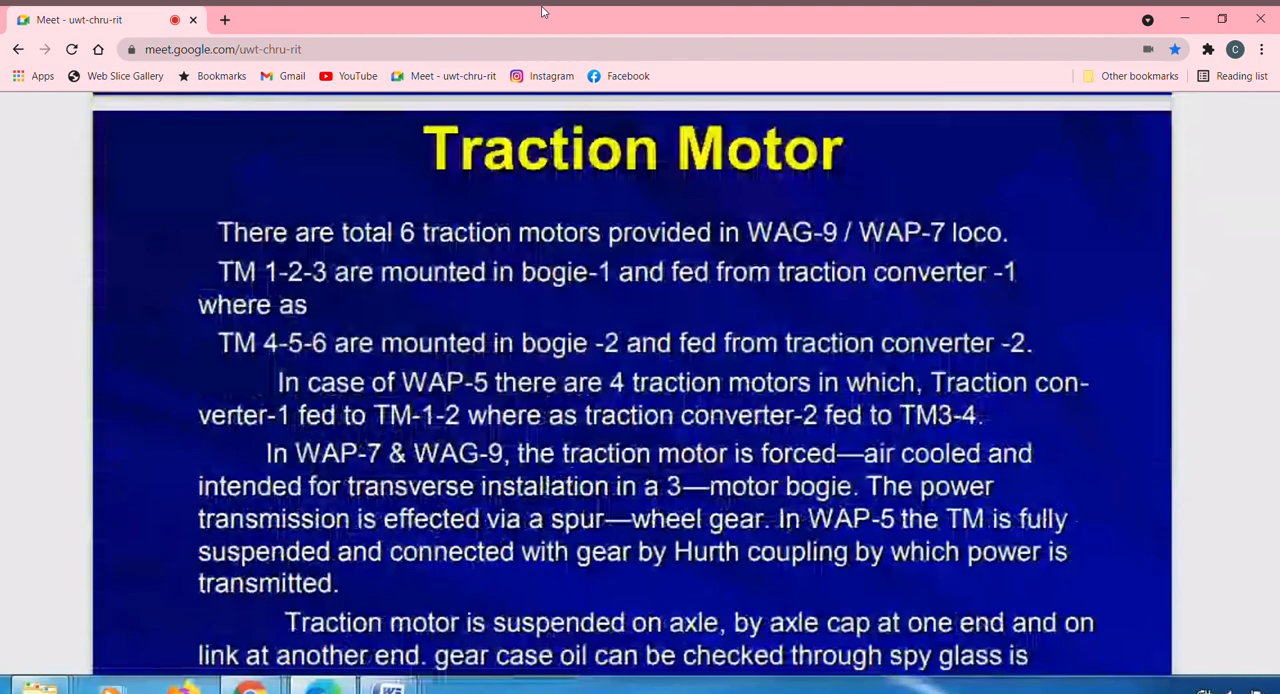 Meet - uwt-chru-rit
meet.google.com/uwt-chru-rit
Apps Web Slice Gallery Bookmarks Gmail YouTube Meet - uwt-chru-rit Instagram Facebook Other bookmarks Reading list
C
Traction Motor
There are total 6 traction motors provided in WAG-9 / WAP-7 loco.
TM 1-2-3 are mounted in bogie-1 and fed from traction converter -1
where as
TM 4-5-6 are mounted in bogie -2 and fed from traction converter -2.
In case of WAP-5 there are 4 traction motors in which, Traction con-
verter-1 fed to TM-1-2 where as traction converter-2 fed to TM3-4.
In WAP-7 & WAG-9, the traction motor is forced—air cooled and
intended for transverse installation in a 3—motor bogie. The power
transmission is effected via a spur—wheel gear. In WAP-5 the TM is fully
suspended and connected with gear by Hurth coupling by which power is
transmitted.
Traction motor is suspended on axle, by axle cap at one end and on
link at another end. gear case oil can be checked through spy glass is